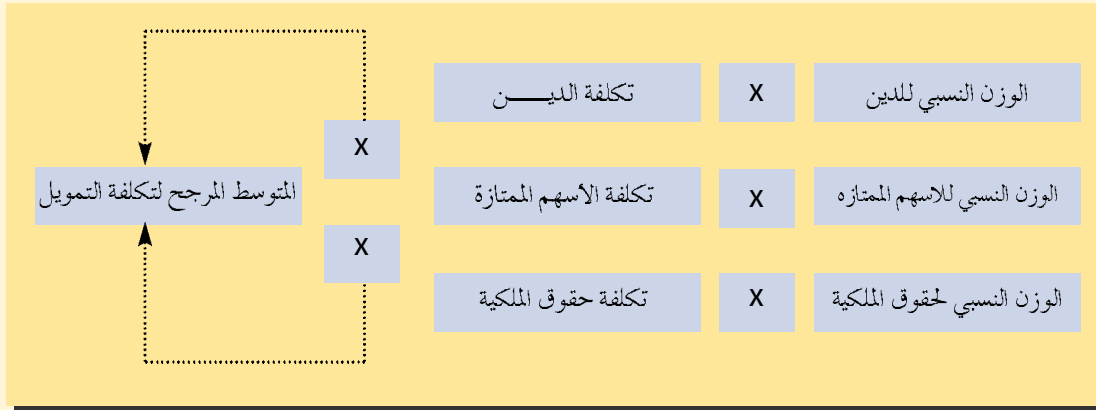 الوزن النسبي للدين X تكلفة الديـــــن
X
الوزن النسبي للاسهم الممتازه X تكلفة الأسهم الممتازة
المتوسط المرجح لتكلفة التمويل
X
الوزن النسبي لحقوق الملكية X تكلفة حقوق الملكية